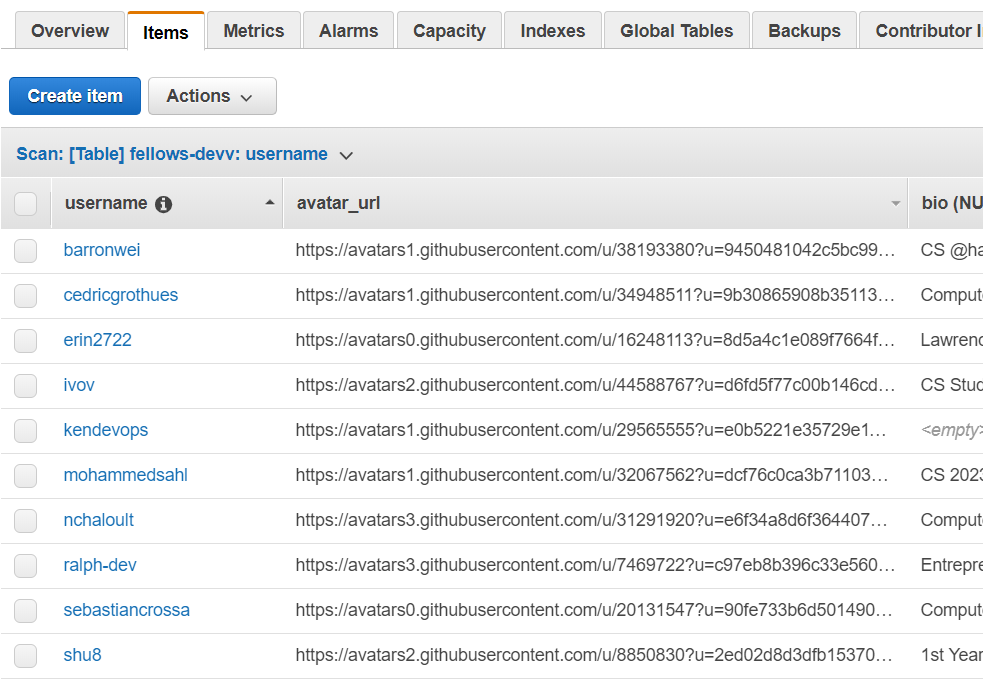 Overview Items Metrics Alarms Capacity Indexes Global Tables Backups Contributor I
Create item Actions
Scan: [Table] fellows-devv: username
username avatar_url bio (NU
barronwei https://avatars1.githubusercontent.com/u/38193380?u=9450481042c5bc99… CS @ha
cedricgrothues https://avatars1.githubusercontent.com/u/34948511?u=9b30865908b35113… Compute
erin2722 https://avatars0.githubusercontent.com/u/16248113?u=8d5a4c1e089f7664f… Lawrenc
ivov https://avatars2.githubusercontent.com/u/44588767?u=d6fd5f77c00b146cd… CS Stud
kendevops https://avatars1.githubusercontent.com/u/29565555?u=e0b5221e35729e1… <empty>
mohammedsahl https://avatars1.githubusercontent.com/u/32067562?u=dcf76c0ca3b71103… CS 2023
nchaloult https://avatars3.githubusercontent.com/u/31291920?u=e6f34a8d6f364407… Compute
ralph-dev https://avatars3.githubusercontent.com/u/7469722?u=c97eb8b396c33e560… Entrepre
sebastiancrossa https://avatars0.githubusercontent.com/u/20131547?u=90fe733b6d501490… Compute
shu8 https://avatars2.githubusercontent.com/u/8850830?u=2ed02d8d3dfb15370… 1st Year